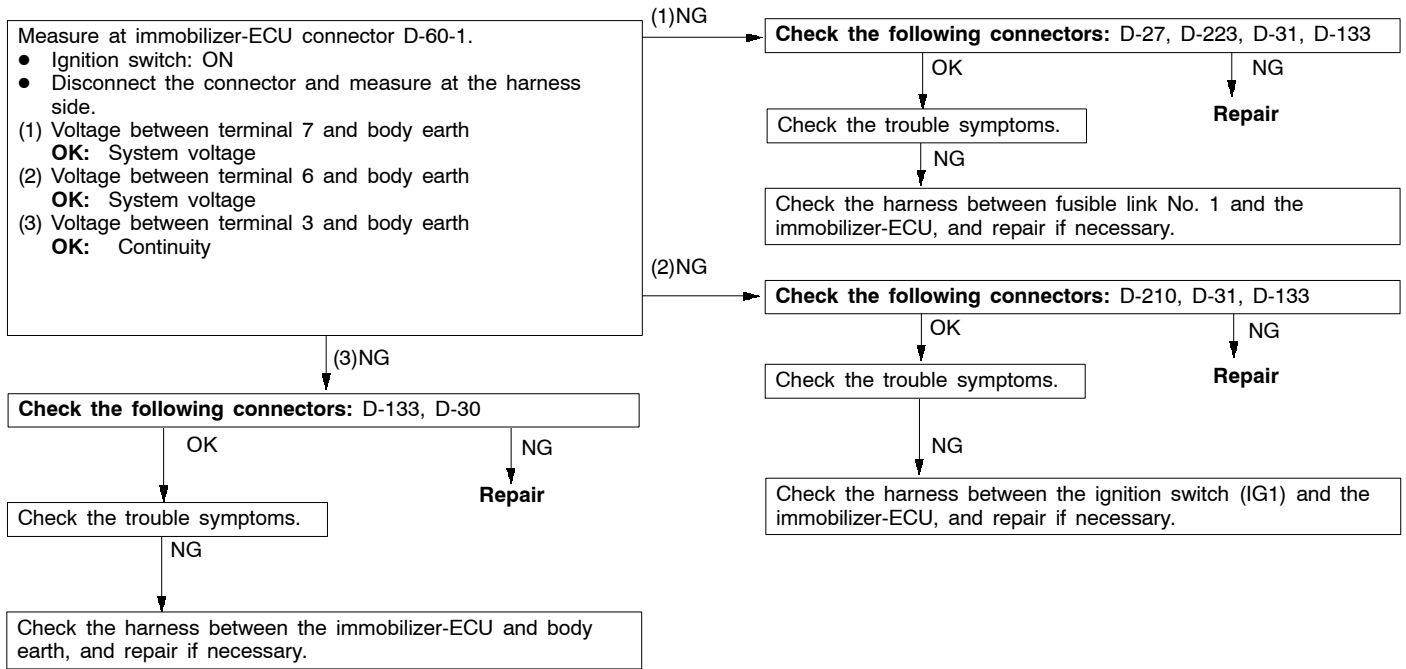 Measure at immobilizer-ECU connector D-60-1.
● Ignition switch: ON
● Disconnect the connector and measure at the harness
side.
(1) Voltage between terminal 7 and body earth
OK: System voltage
(2) Voltage between terminal 6 and body earth
OK: System voltage
(3) Voltage between terminal 3 and body earth
OK: Continuity
(1)NG
Check the following connectors: D-27, D-223, D-31, D-133
OK
NG
Repair
Check the trouble symptoms.
NG
Check the harness between fusible link No. 1 and the
immobilizer-ECU, and repair if necessary.
(2)NG
Check the following connectors: D-210, D-31, D-133
OK
NG
Repair
Check the trouble symptoms.
NG
Check the harness between the ignition switch (IG1) and the
immobilizer-ECU, and repair if necessary.
(3)NG
Check the following connectors: D-133, D-30
OK
NG
Repair
Check the trouble symptoms.
NG
Check the harness between the immobilizer-ECU and body
earth, and repair if necessary.